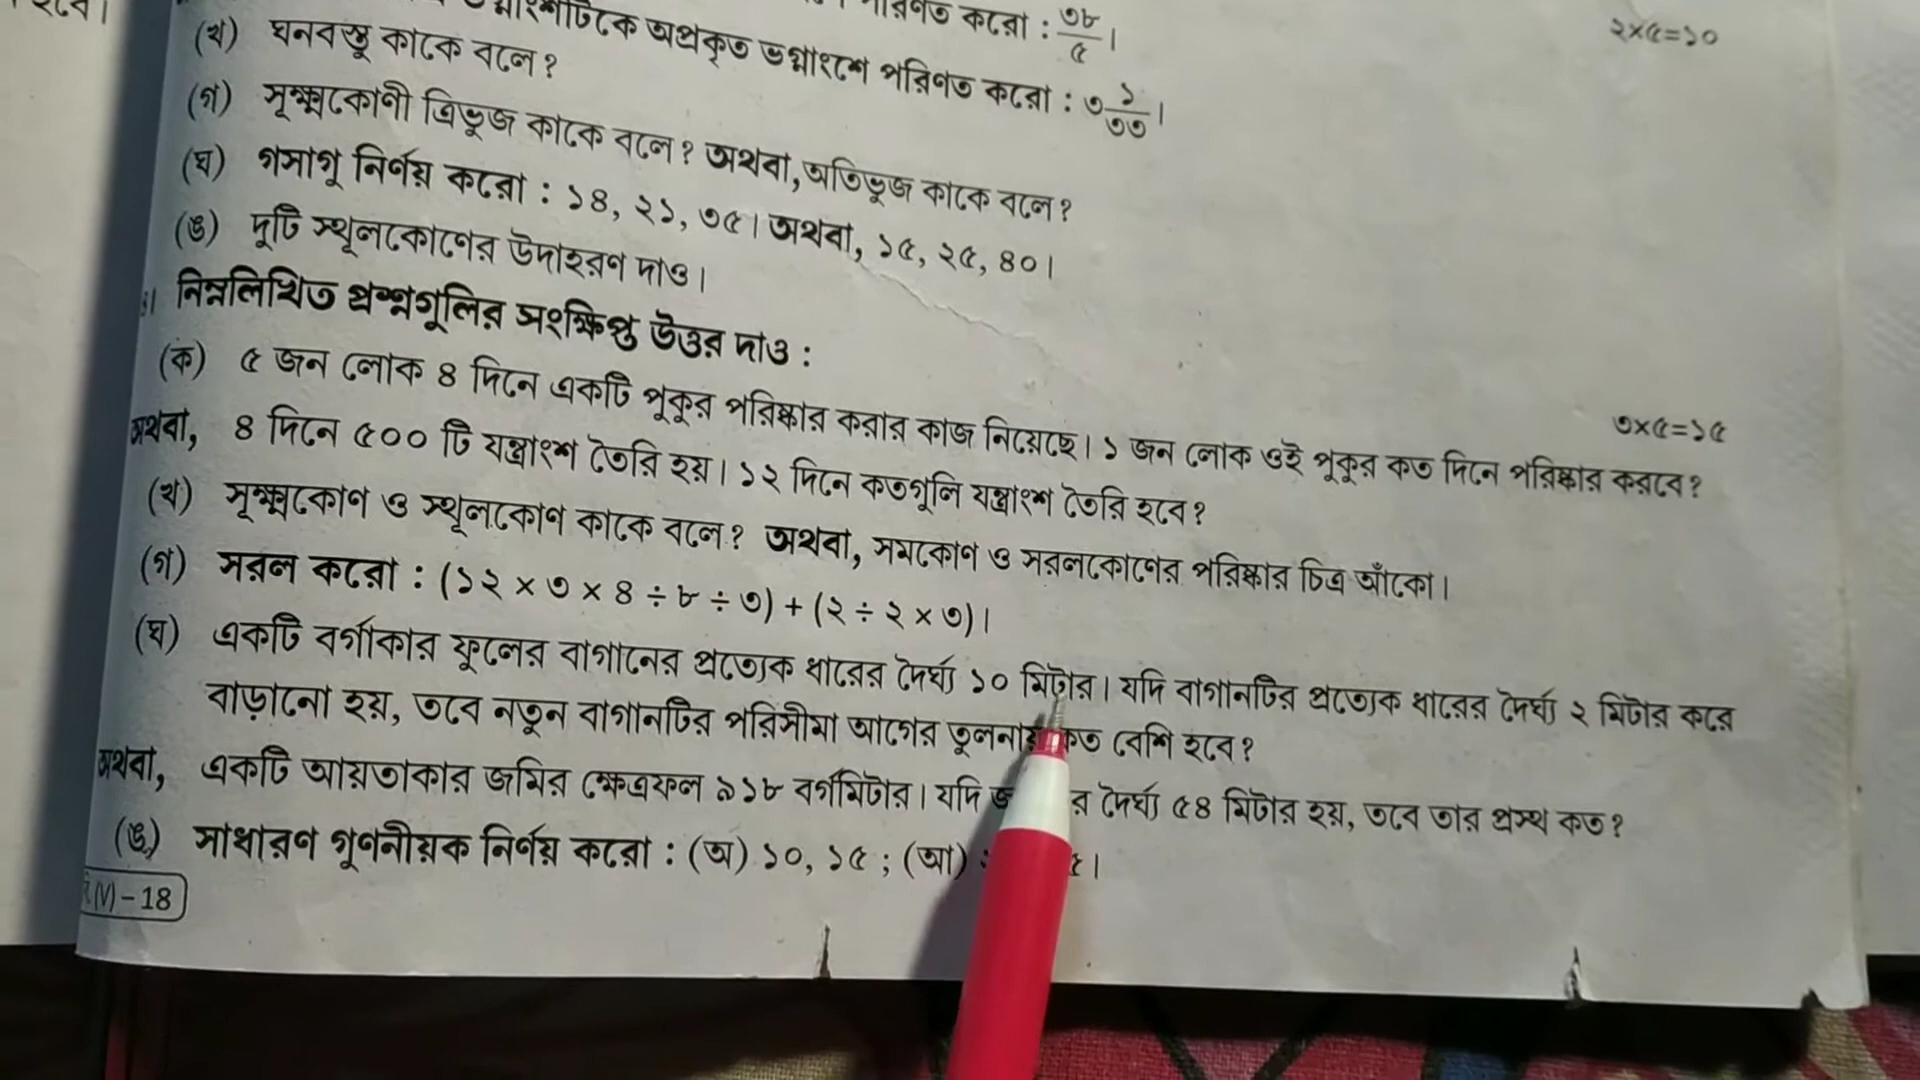 হবে।
করো : ৩৮/৫ ।
২×৫=১০
অপ্রকৃত ভগ্নাংশে পরিণত করো : ৩ ১/৩৩ ।
(খ) ঘনবস্তু কাকে বলে?
(গ) সূক্ষ্মকোণী ত্রিভুজ কাকে বলে? অথবা, অতিভুজ কাকে বলে?
(ঘ) গসাগু নির্ণয় করো : ১৪, ২১, ৩৫। অথবা, ১৫, ২৫, ৪০।
(ঙ) দুটি স্থূলকোণের উদাহরণ দাও।
নিম্নলিখিত প্রশ্নগুলির সংক্ষিপ্ত উত্তর দাও :
৩×৫=১৫
(ক) ৫ জন লোক ৪ দিনে একটি পুকুর পরিষ্কার করার কাজ নিয়েছে। ১ জন লোক ওই পুকুর কত দিনে পরিষ্কার করবে?
অথবা, ৪ দিনে ৫০০ টি যন্ত্রাংশ তৈরি হয়। ১২ দিনে কতগুলি যন্ত্রাংশ তৈরি হবে?
(খ) সূক্ষ্মকোণ ও স্থূলকোণ কাকে বলে? অথবা, সমকোণ ও সরলকোণের পরিষ্কার চিত্র আঁকো।
(গ) সরল করো : (১২ × ৩ × ৪ ÷ ৮ ÷ ৩) + (২ ÷ ২ × ৩)।
(ঘ) একটি বর্গাকার ফুলের বাগানের প্রত্যেক ধারের দৈর্ঘ্য ১০ মিটার। যদি বাগানটির প্রত্যেক ধারের দৈর্ঘ্য ২ মিটার করে
বাড়ানো হয়, তবে নতুন বাগানটির পরিসীমা আগের তুলনায় কত বেশি হবে?
অথবা, একটি আয়তাকার জমির ক্ষেত্রফল ৯১৮ বর্গমিটার। যদি র দৈর্ঘ্য ৫৪ মিটার হয়, তবে তার প্রস্থ কত?
(ঙ) সাধারণ গুণনীয়ক নির্ণয় করো : (অ) ১০, ১৫ ; (আ)
(V) – 18